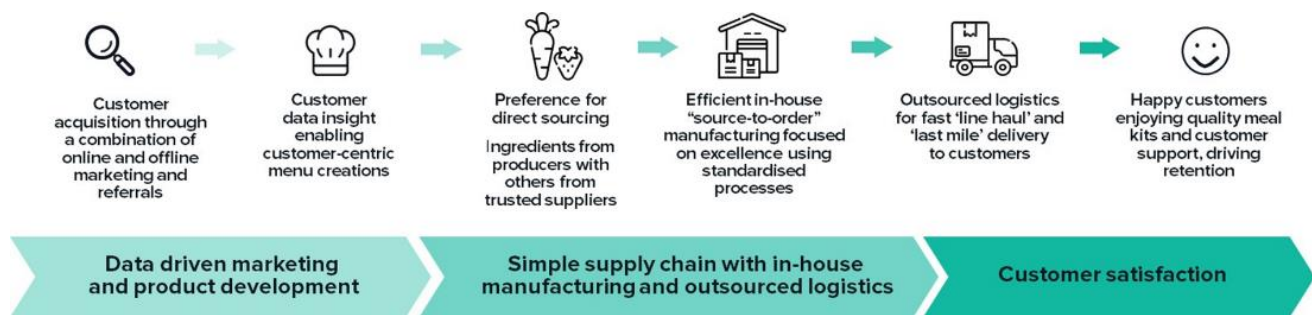 Customer
acquisition through
a combination of
online and offline
marketing and
referrals
Customer
data insight
enabling
customer-centric
menu creations
Preference for
direct sourcing
Ingredients from
producers with
others from
trusted suppliers
Efficient in-house
"source-to-order"
manufacturing focused
on excellence using
standardised
processes
Outsourced logistics
for fast 'line haul' and
'last mile' delivery
to customers
Happy customers
enjoying quality meal
kits and customer
support, driving
retention
Data driven marketing
and product development
Simple supply chain with in-house
manufacturing and outsourced logistics
Customer satisfaction